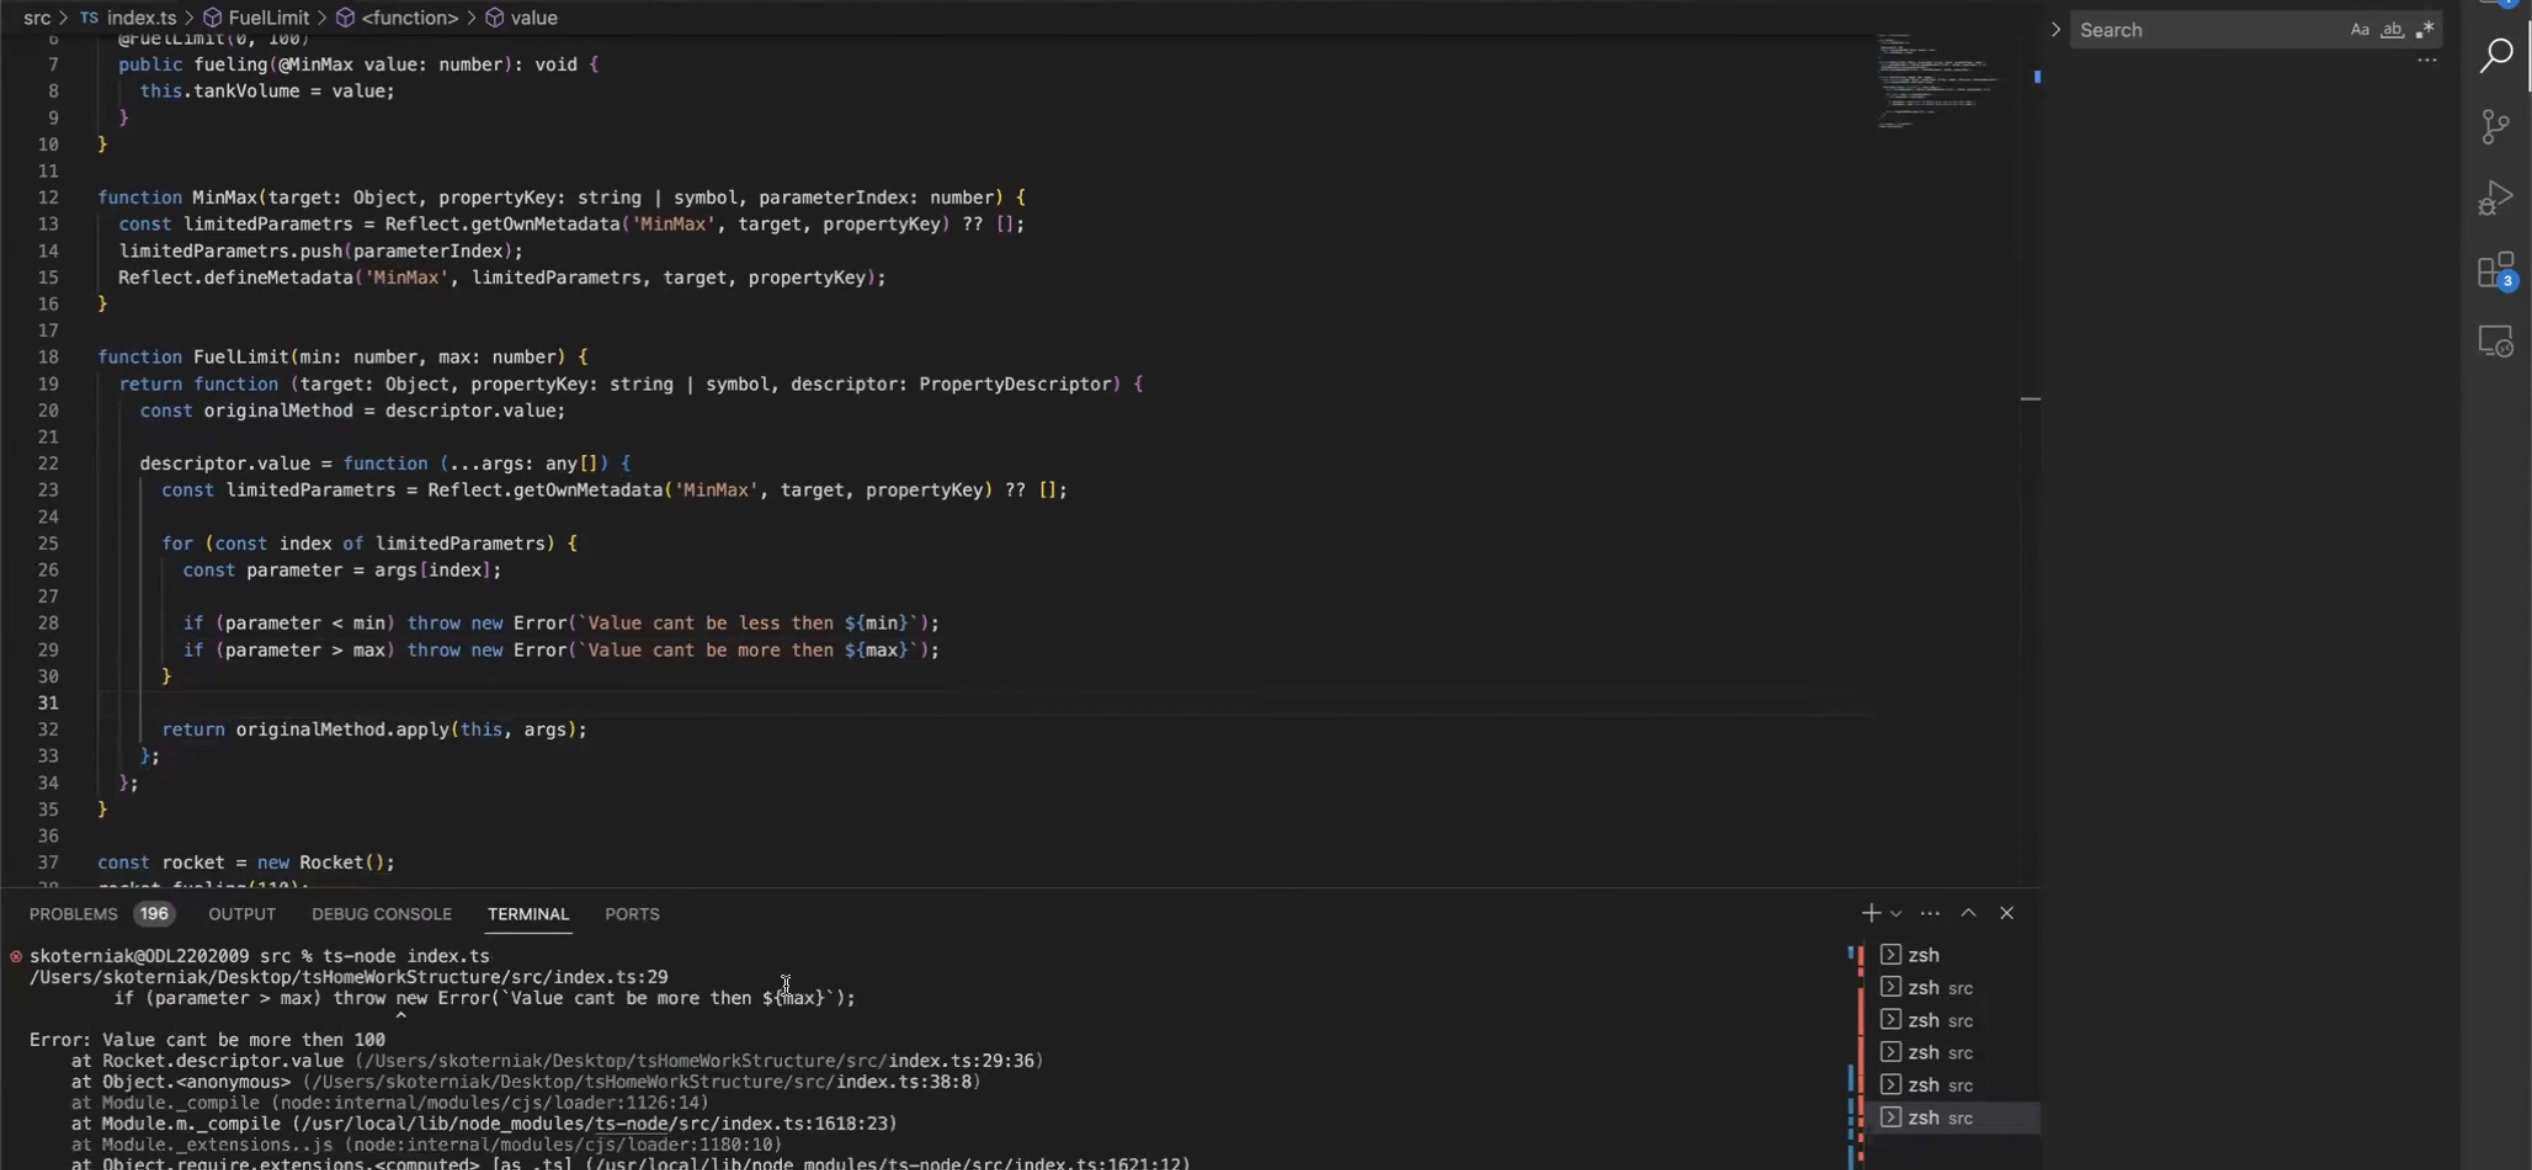 src > TS index.ts > FuelLimit > <function> > value
6 @FuelLimit(0, 100)
7 public fueling(@MinMax value: number): void {
8 this.tankVolume = value;
9 }
10 }
11
12 function MinMax(target: Object, propertyKey: string | symbol, parameterIndex: number) {
13 const limitedParametrs = Reflect.getOwnMetadata('MinMax', target, propertyKey) ?? [];
14 limitedParametrs.push(parameterIndex);
15 Reflect.defineMetadata('MinMax', limitedParametrs, target, propertyKey);
16 }
17
18 function FuelLimit(min: number, max: number) {
19 return function (target: Object, propertyKey: string | symbol, descriptor: PropertyDescriptor) {
20 const originalMethod = descriptor.value;
21
22 descriptor.value = function (...args: any[]) {
23 const limitedParametrs = Reflect.getOwnMetadata('MinMax', target, propertyKey) ?? [];
24
25 for (const index of limitedParametrs) {
26 const parameter = args[index];
27
28 if (parameter < min) throw new Error(`Value cant be less then ${min}`);
29 if (parameter > max) throw new Error(`Value cant be more then ${max}`);
30 }
31
32 return originalMethod.apply(this, args);
33 };
34 };
35 }
36
37 const rocket = new Rocket();
38 rocket.fueling(110);
Search Aa ab .* 
...
3
PROBLEMS 196 OUTPUT DEBUG CONSOLE TERMINAL PORTS
skoterniak@ODL2202009 src % ts-node index.ts
/Users/skoterniak/Desktop/tsHomeWorkStructure/src/index.ts:29
if (parameter > max) throw new Error(`Value cant be more then ${max}`);
^
Error: Value cant be more then 100
at Rocket.descriptor.value (/Users/skoterniak/Desktop/tsHomeWorkStructure/src/index.ts:29:36)
at Object.<anonymous> (/Users/skoterniak/Desktop/tsHomeWorkStructure/src/index.ts:38:8)
at Module._compile (node:internal/modules/cjs/loader:1126:14)
at Module.m._compile (/usr/local/lib/node_modules/ts-node/src/index.ts:1618:23)
at Module._extensions..js (node:internal/modules/cjs/loader:1180:10)
at Object.require.extensions.<computed> [as .ts] (/usr/local/lib/node_modules/ts-node/src/index.ts:1621:12)
zsh
zsh src
zsh src
zsh src
zsh src
zsh src